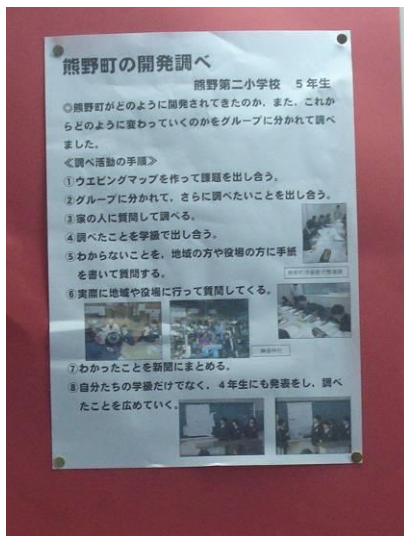 熊野町の開発調べ
熊野第二小学校　５年生
◎熊野町がどのように開発されてきたのか、また、これか
らどのように変わっていくのかをグループに分かれて調べ
ました。
≪調べ活動の手順≫
①ウエビングマップを作って課題を出し合う。
②グループに分かれて、さらに調べたいことを出し合う。
③家の人に質問して調べる。
④調べたことを学級で出し合う。
⑤わからないことを、地域の方や役場の方に手紙
を書いて質問する。
⑥実際に地域や役場に行って質問してくる。
⑦わかったことを新聞にまとめる。
⑧自分たちの学級だけでなく、４年生にも発表をし、調べ
たことを広めていく。